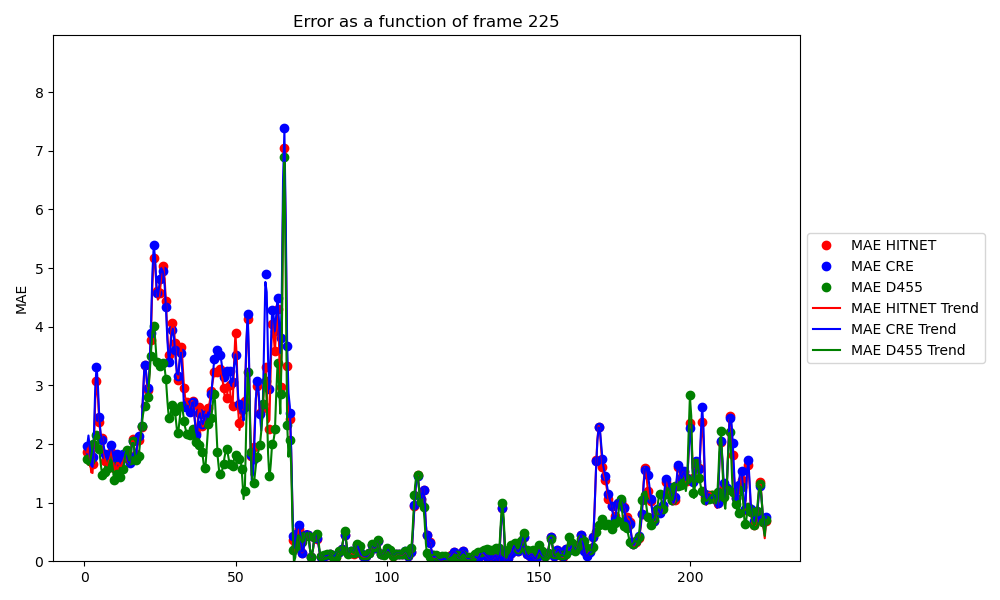 Error as a function of frame 225
MAE
8
7
6
5
4
3
2
1
0
0 50 100 150 200
MAE HITNET
MAE CRE
MAE D455
MAE HITNET Trend
MAE CRE Trend
MAE D455 Trend